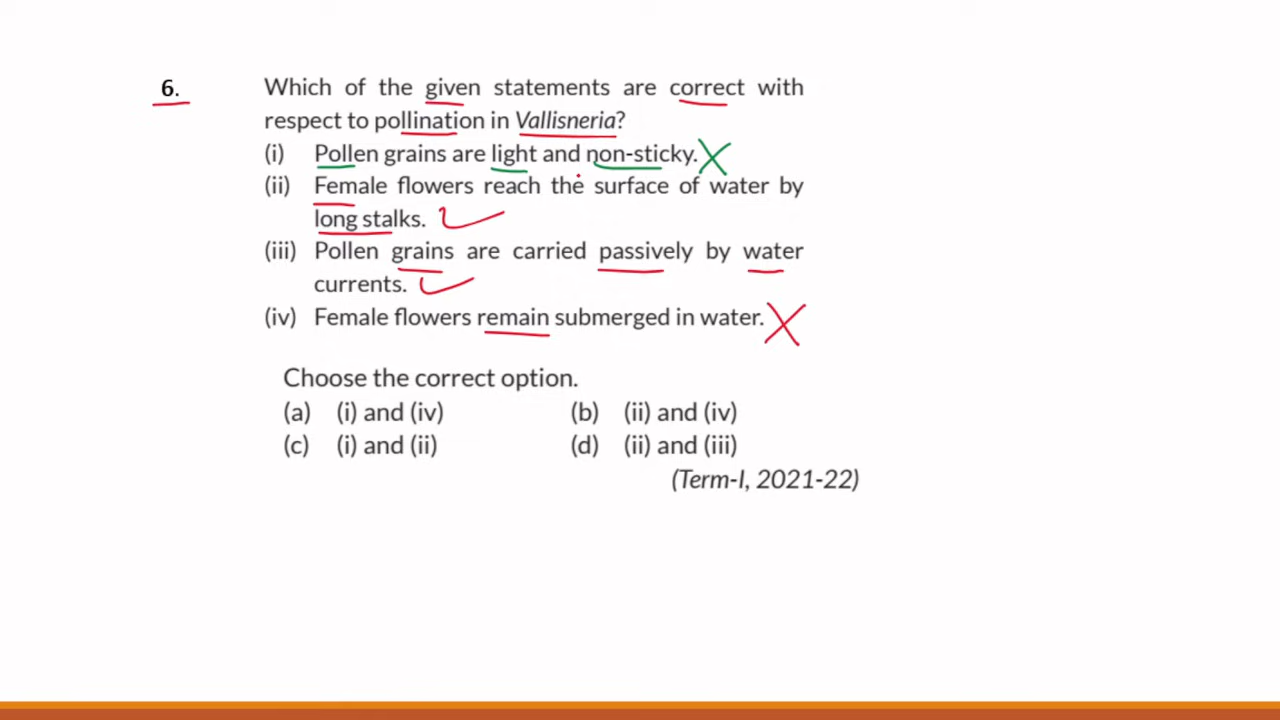 6. Which of the given statements are correct with
respect to pollination in Vallisneria?
(i) Pollen grains are light and non-sticky.
(ii) Female flowers reach the surface of water by
long stalks.
(iii) Pollen grains are carried passively by water
currents.
(iv) Female flowers remain submerged in water.
Choose the correct option.
(a) (i) and (iv) (b) (ii) and (iv)
(c) (i) and (ii) (d) (ii) and (iii)
(Term-I, 2021-22)